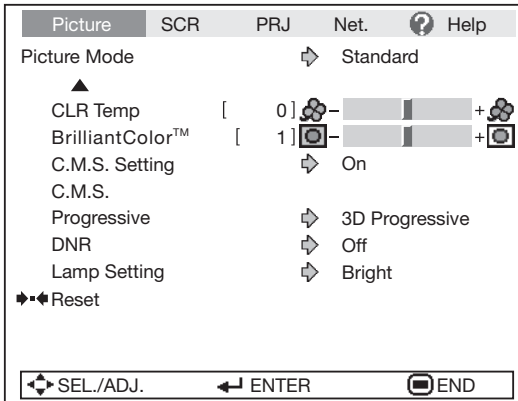 Picture SCR PRJ Net. ? Help
Picture Mode Standard
CLR Temp [ 0 ] - +
BrilliantColor™ [ 1 ] - +
C.M.S. Setting On
C.M.S.
Progressive 3D Progressive
DNR Off
Lamp Setting Bright
Reset
SEL./ADJ. ENTER END